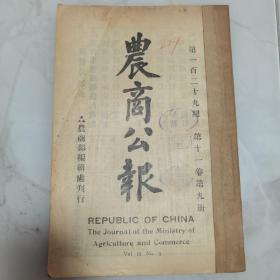 第一百二十九期 第十一卷第九册
農商公報
農商部編輯處刊行
REPUBLIC OF CHINA
The Journal of the Ministry of
Agriculture and Commerce
Vol 11 No. 9